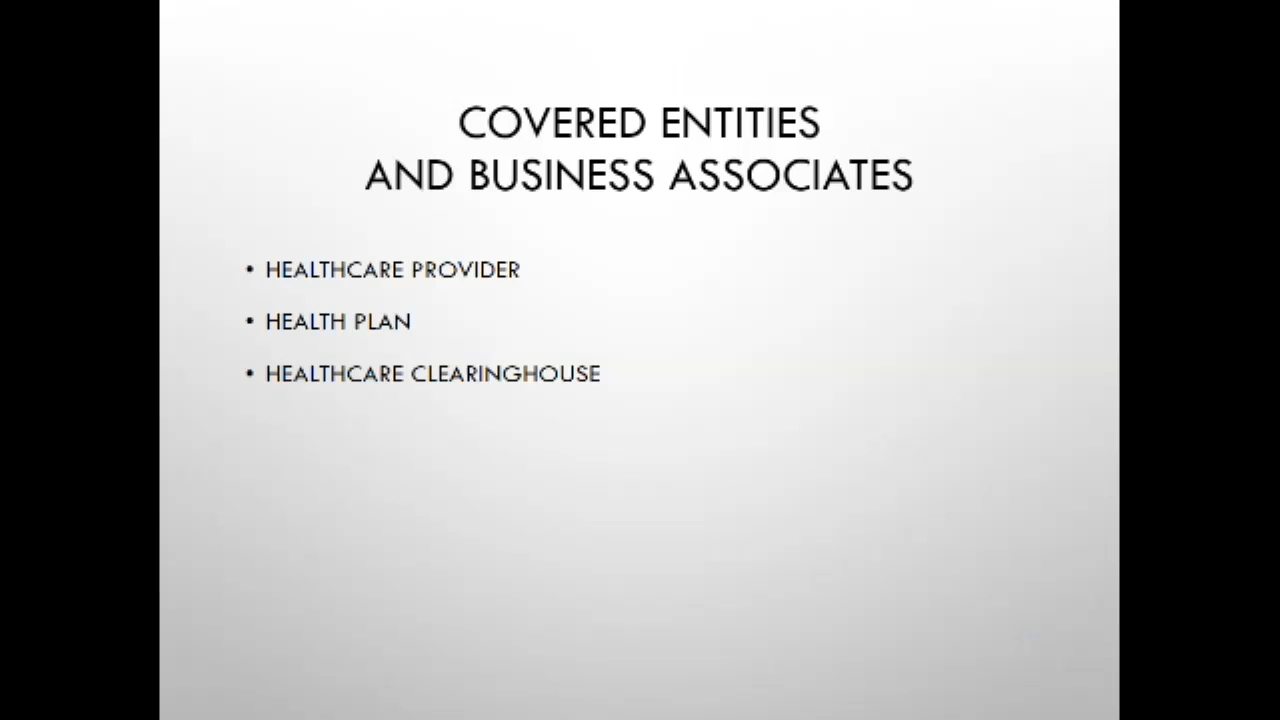 COVERED ENTITIES
AND BUSINESS ASSOCIATES
• HEALTHCARE PROVIDER
• HEALTH PLAN
• HEALTHCARE CLEARINGHOUSE